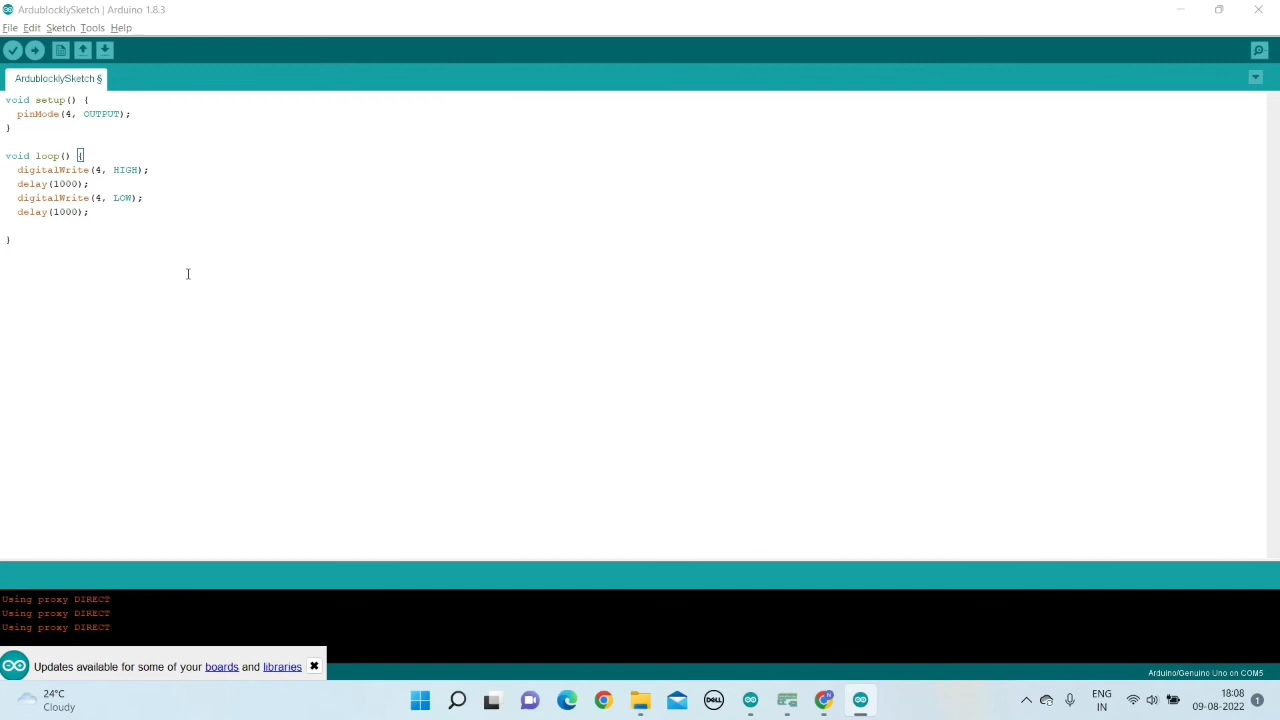 ArdublocklySketch | Arduino 1.8.3
File Edit Sketch Tools Help
ArdublocklySketch §
void setup() {
  pinMode(4, OUTPUT);
}
void loop() {
  digitalWrite(4, HIGH);
  delay(1000);
  digitalWrite(4, LOW);
  delay(1000);
}
Using proxy DIRECT
Using proxy DIRECT
Using proxy DIRECT
Updates available for some of your boards and libraries
Arduino/Genuino Uno on COM5
24°C
Cloudy
DELL
N
ENG
IN
18:08
09-08-2022
1